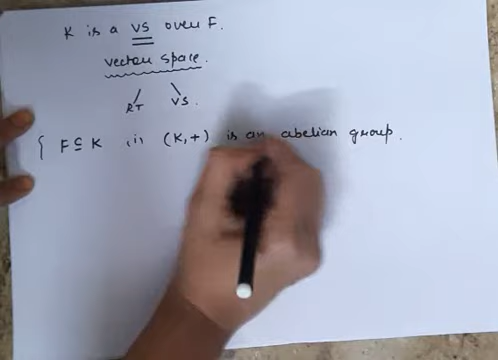 K is a VS over F.
vector space.
RT VS.
{ F ⊆ K (i) (K,+) is an abelian group.